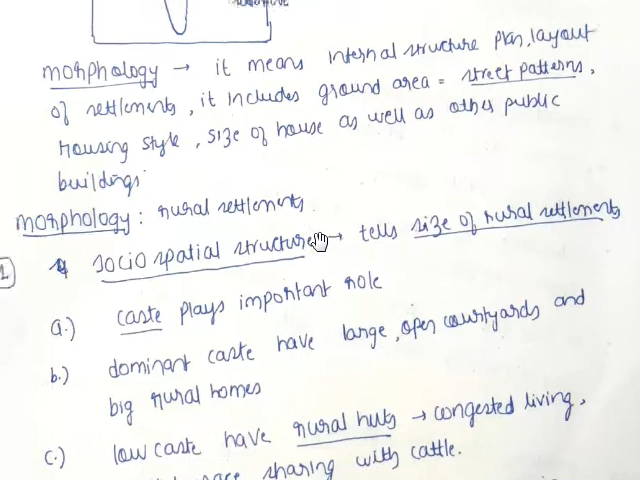 morphology → it means internal structure plan, layout
of settlements, it includes ground area = street patterns,
Housing style, size of house as well as other public
buildings.
morphology: rural settlements
1 socio spatial structure → tells size of rural settlements
a.) caste plays important role
b.) dominant caste have large, open courtyards and
big rural homes
c.) low caste have rural huts → congested living,
sharing with cattle.